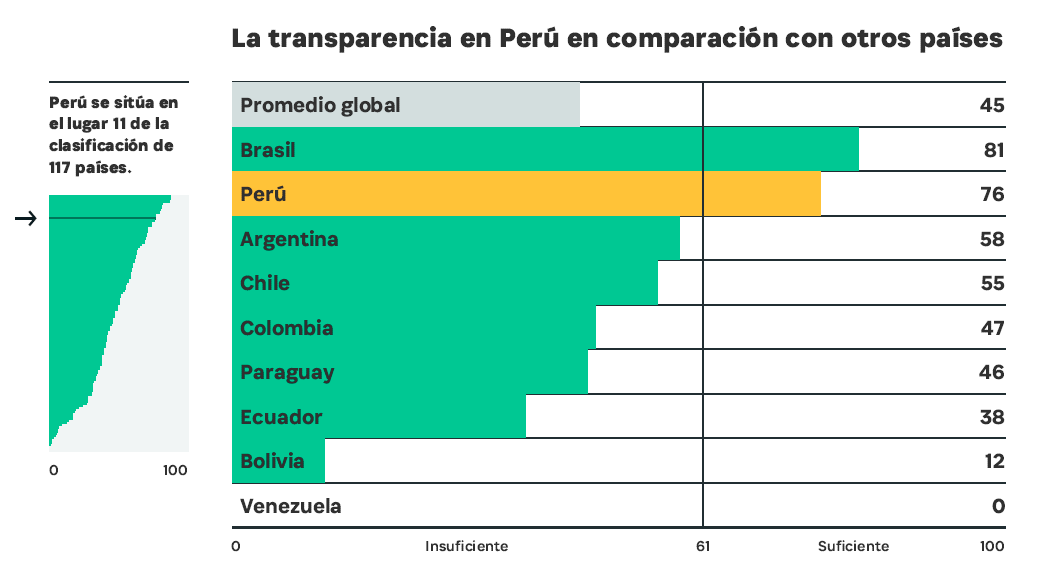 La transparencia en Perú en comparación con otros países
Perú se sitúa en
el lugar 11 de la
clasificación de
117 países.
0 100
Promedio global 45
Brasil 81
Perú 76
Argentina 58
Chile 55
Colombia 47
Paraguay 46
Ecuador 38
Bolivia 12
Venezuela 0
0 Insuficiente 61 Suficiente 100